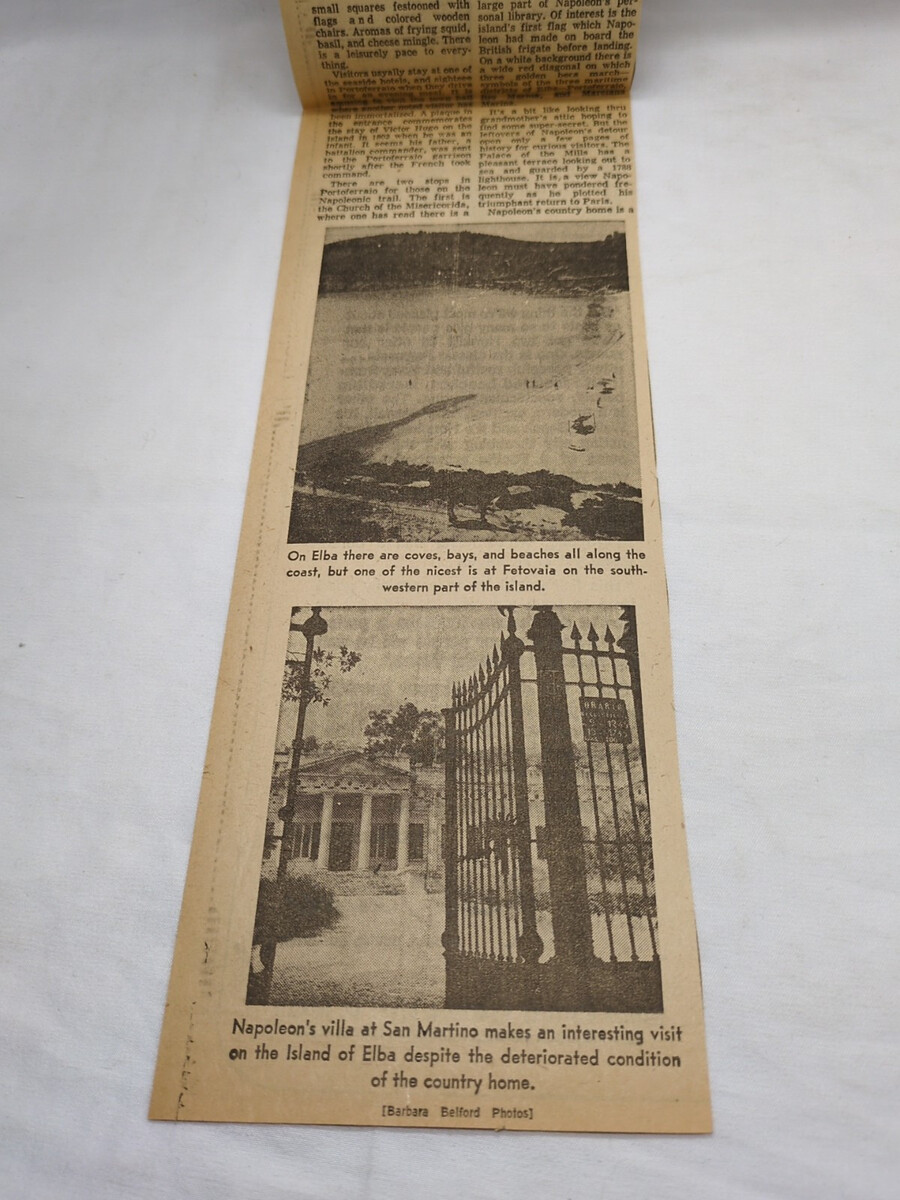 small squares festooned with
flags and colored wooden
chairs. Aromas of frying squid,
basil, and cheese mingle. There
is a leisurely pace to every-
thing.
Visitors usually stay at one of
the seaside hotels, and sightsee
in Portoferraio when they drive
been immortalized. A plaque in
the entrance commemorates
the stay of Victor Hugo on the
island in 1802 when he was an
infant. It seems his father, a
battalion commander, was sent
to the Portoferraio garrison
shortly after the French took
command.
There are two stops in
Portoferraio for those on the
Napoleonic trail. The first is
the Church of the Misericordia,
where one has read there is a
large part of Napoleon's per-
sonal library. Of interest is the
island's first flag which Napo-
leon had made on board the
British frigate before landing.
On a white background there is
a wide red diagonal on which
three golden bees march—
symbols of the three maritime
Marina.
It's a bit like looking thru
grandmother's attic hoping to
find some super-secret. But the
leftovers of Napoleon's detour
open only a few pages of
history for curious visitors. The
Palace of the Mills has a
pleasant terrace looking out to
sea and guarded by a 1788
lighthouse. It is a view Napo-
leon must have pondered fre-
quently as he plotted his
triumphant return to Paris.
Napoleon's country home is a
On Elba there are coves, bays, and beaches all along the
coast, but one of the nicest is at Fetovaia on the south-
western part of the island.
ORARIO
Napoleon's villa at San Martino makes an interesting visit
on the Island of Elba despite the deteriorated condition
of the country home.
[Barbara Belford Photos]